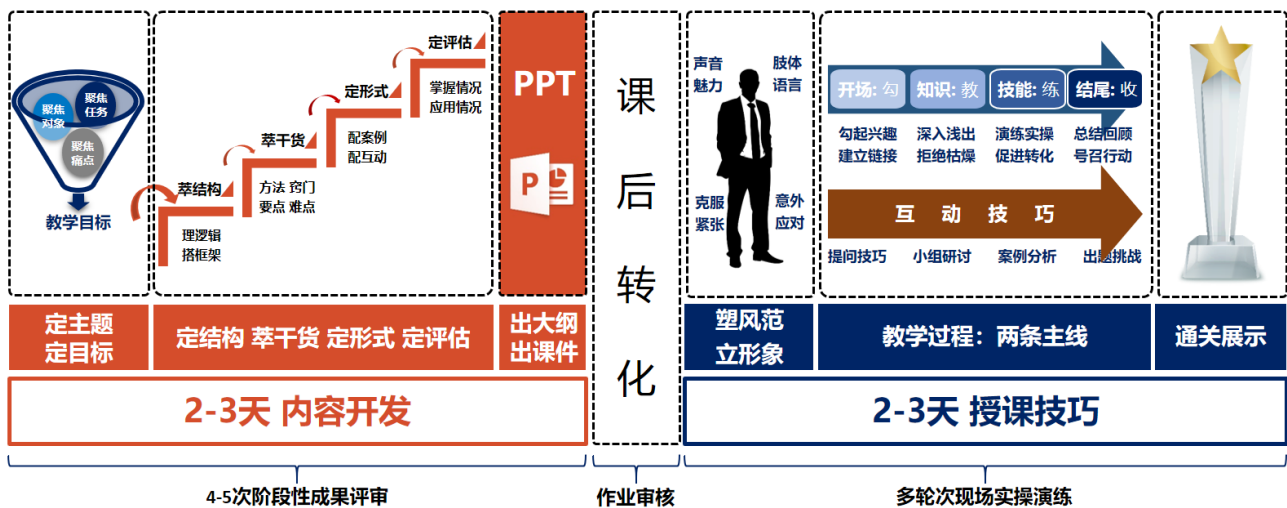 聚焦
对象
聚焦
任务
聚焦
痛点
教学目标
萃结构
理逻辑
搭框架
萃干货
方法 窍门
要点 难点
定形式
配案例
配互动
定评估
掌握情况
应用情况
PPT
P
课
后
转
化
声音
魅力
肢体
语言
克服
紧张
意外
应对
开场: 勾
知识: 教
技能: 练
结尾: 收
勾起兴趣
建立链接
深入浅出
拒绝枯燥
演练实操
促进转化
总结回顾
号召行动
互 动 技 巧
提问技巧
小组研讨
案例分析
出题挑战
定主题
定目标
定结构 萃干货 定形式 定评估
出大纲
出课件
塑风范
立形象
教学过程：两条主线
通关展示
2-3天 内容开发
2-3天 授课技巧
4-5次阶段性成果评审
作业审核
多轮次现场实操演练